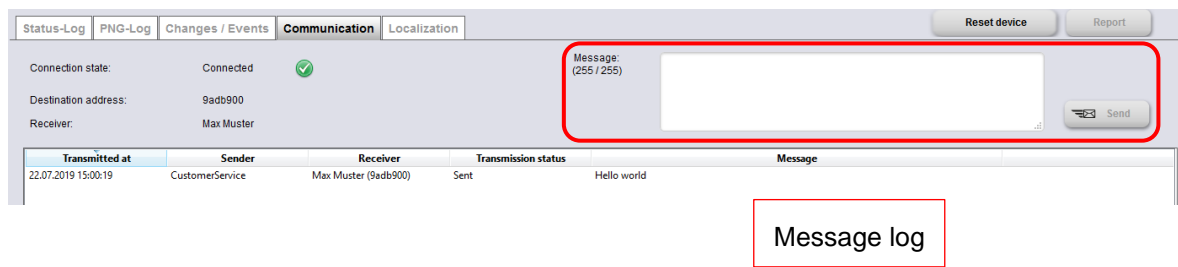 Status-Log PNG-Log Changes / Events Communication Localization Reset device Report
Connection state: Connected Message:
(255 / 255)
Destination address: 9adb900
Send
Receiver: Max Muster
Transmitted at Sender Receiver Transmission status Message
22.07.2019 15:00:19 CustomerService Max Muster (9adb900) Sent Hello world
Message log